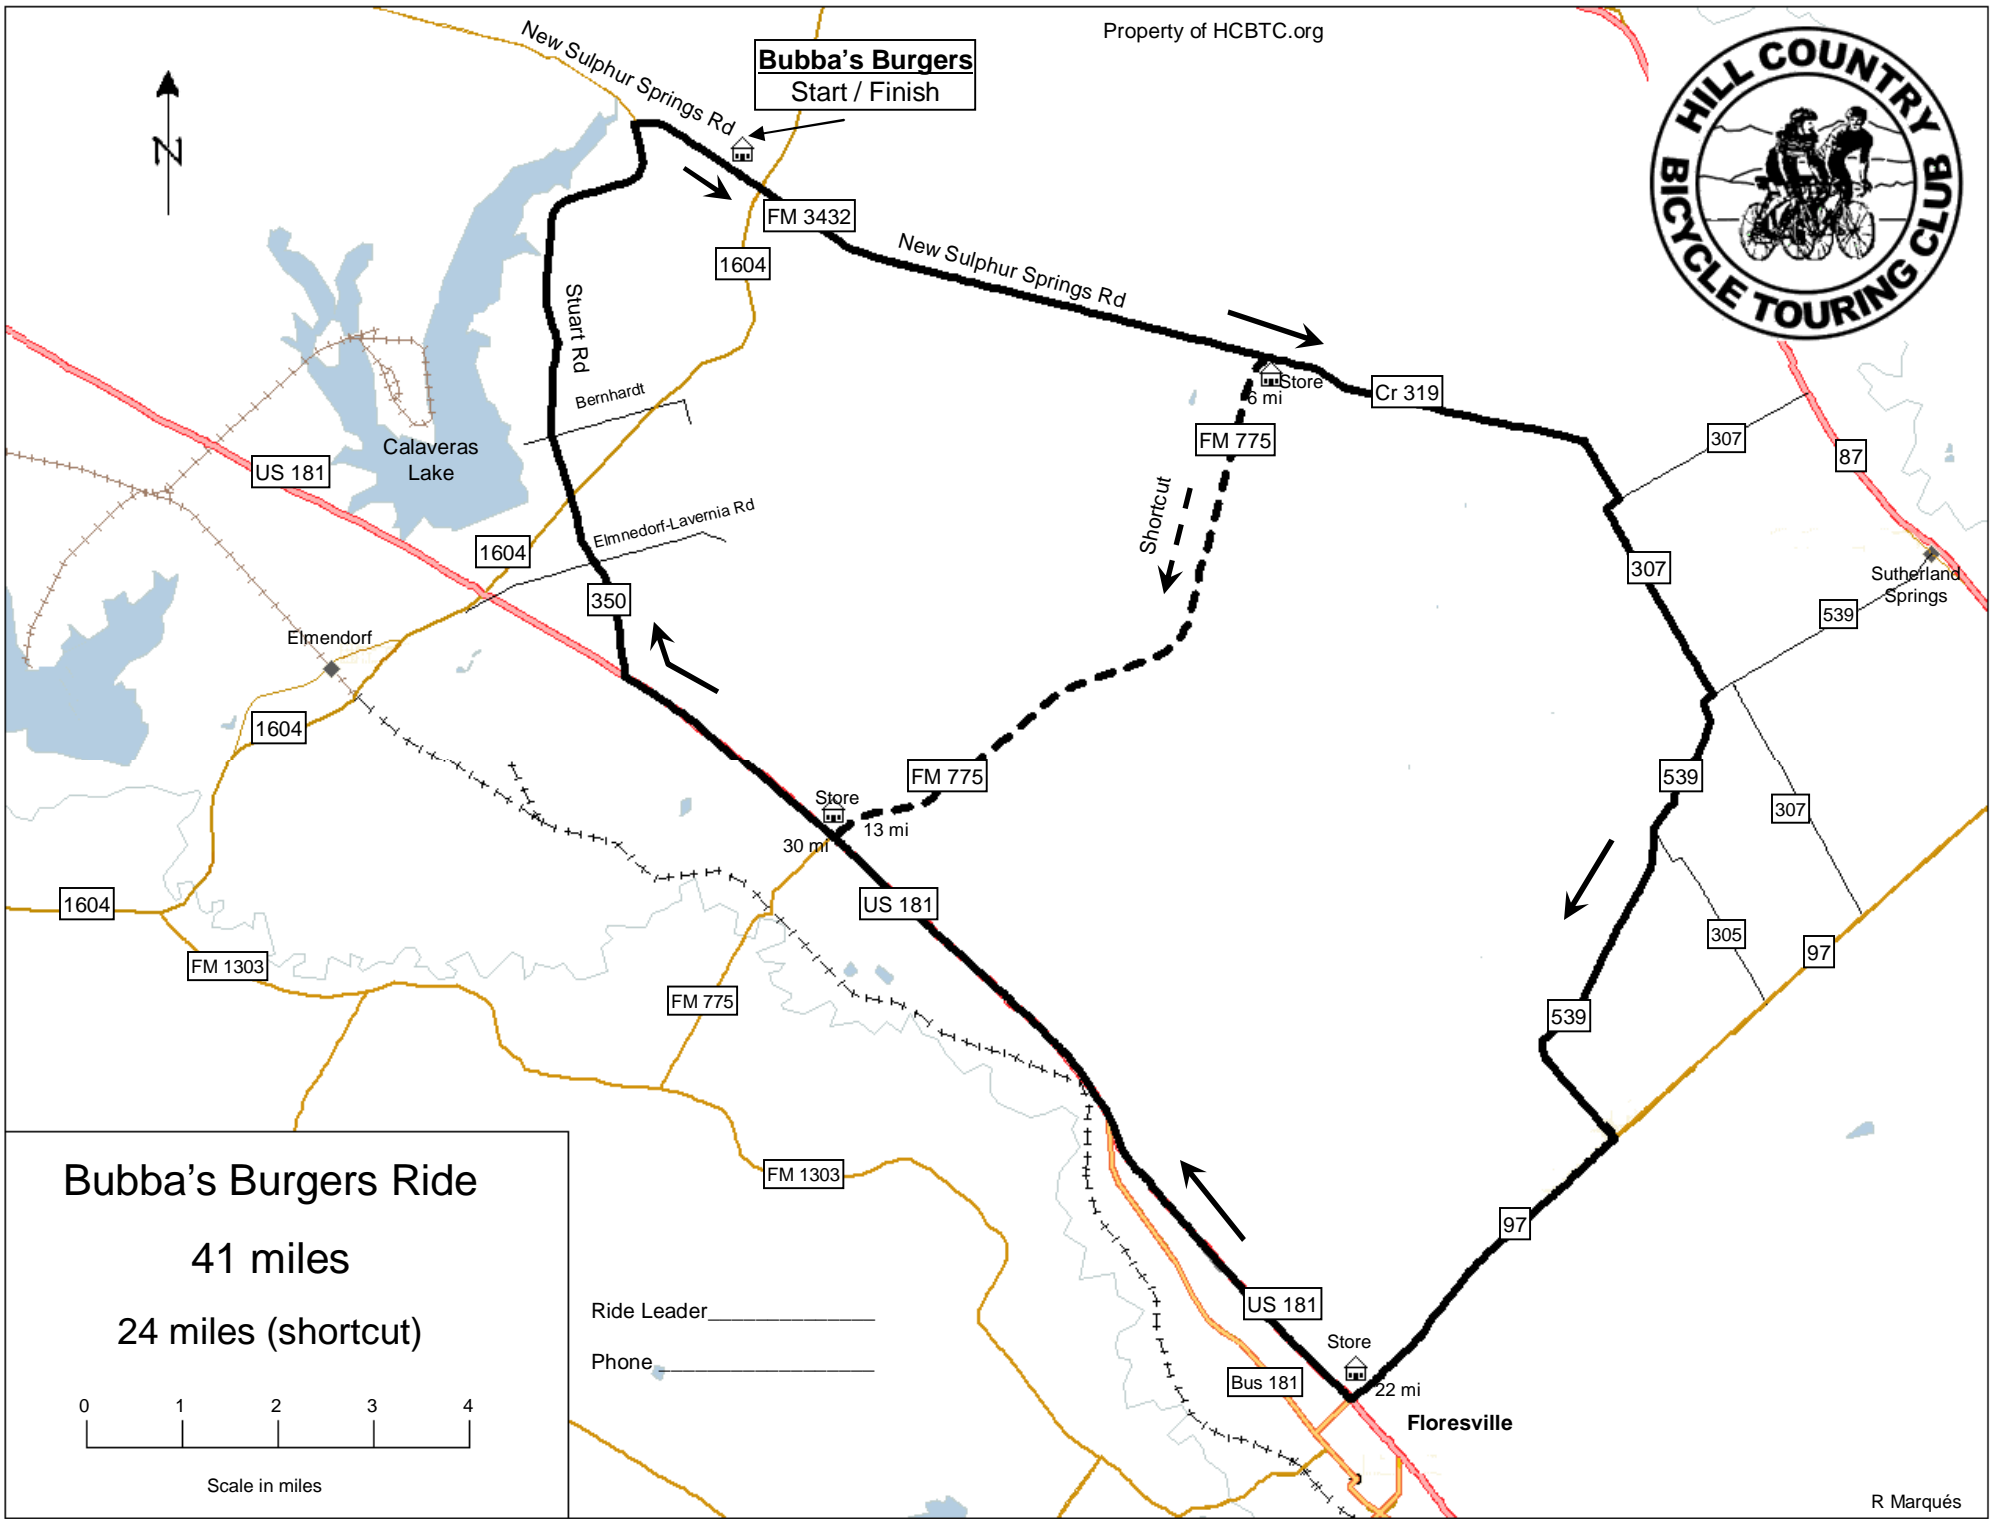 Property of HCBTC.org
New Sulphur Springs Rd
Bubba's Burgers
Start / Finish
HILL COUNTRY
BICYCLE TOURING CLUB
N
FM 3432
1604
New Sulphur Springs Rd
Stuart Rd
Store
6 mi
Cr 319
Bernhardt
FM 775
307
87
Calaveras
Lake
US 181
Shortcut
Elmnedorf-Lavernia Rd
1604
307
Sutherland
Springs
350
539
Elmendorf
1604
FM 775
539
Store
13 mi
30 mi
307
US 181
1604
305
97
FM 1303
FM 775
539
FM 1303
97
US 181
Store
Bus 181
22 mi
Floresville
Bubba's Burgers Ride
41 miles
24 miles (shortcut)
0 1 2 3 4
Scale in miles
Ride Leader_______________
Phone ___________________
R Marqués